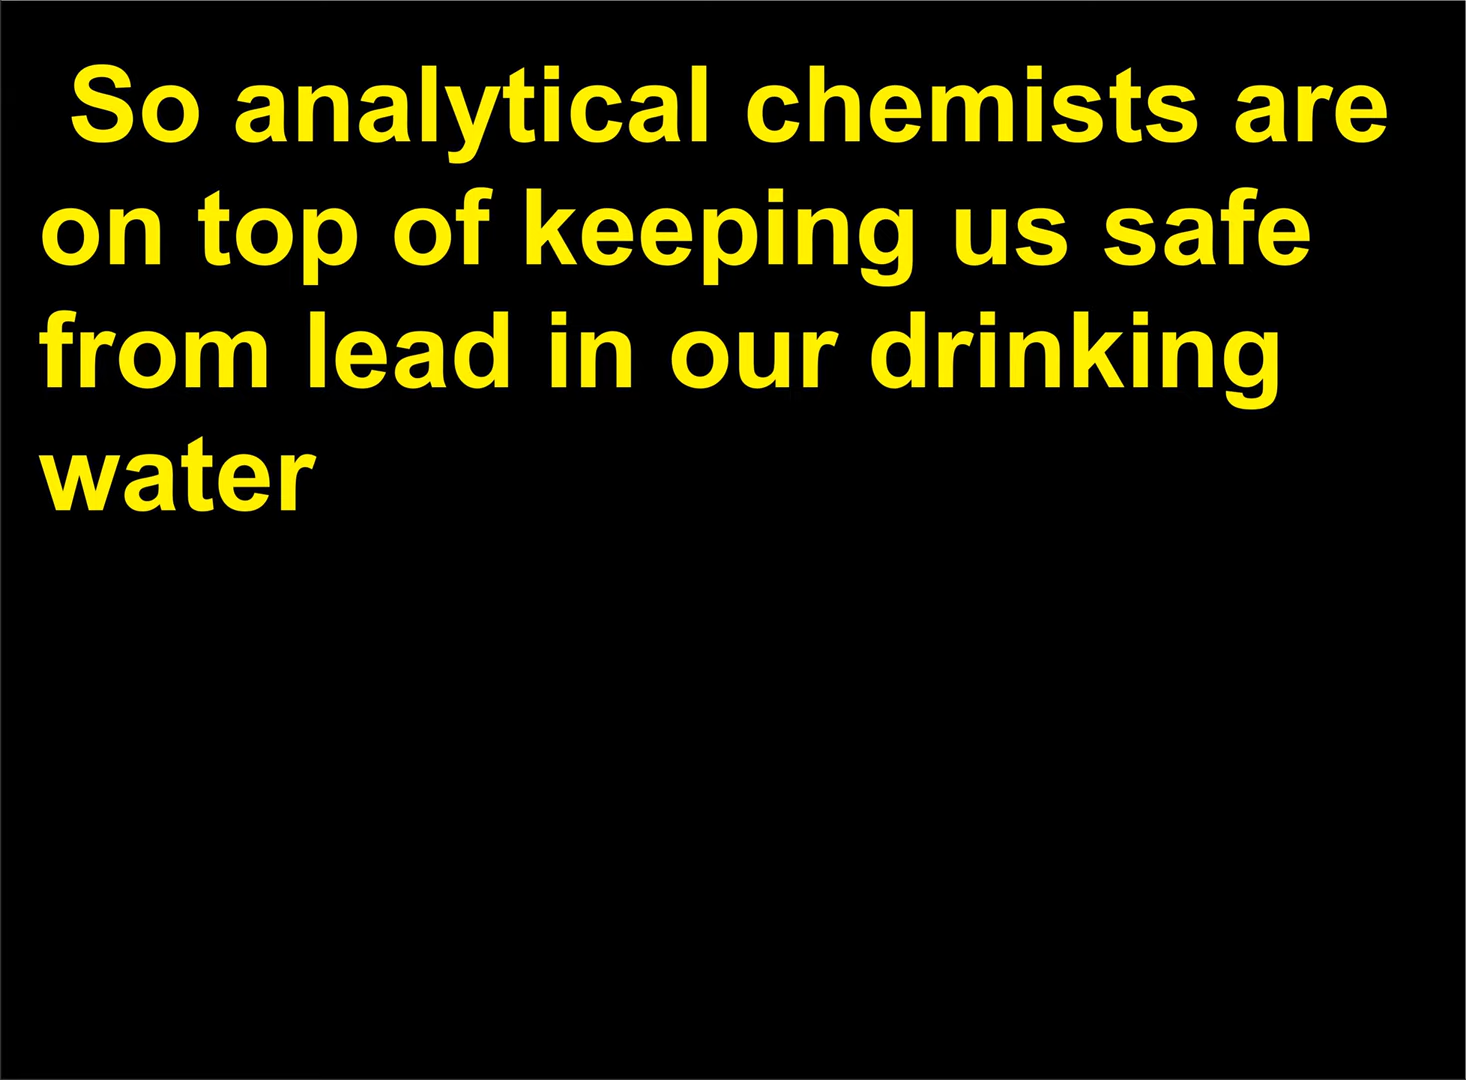 So analytical chemists are
on top of keeping us safe
from lead in our drinking
water